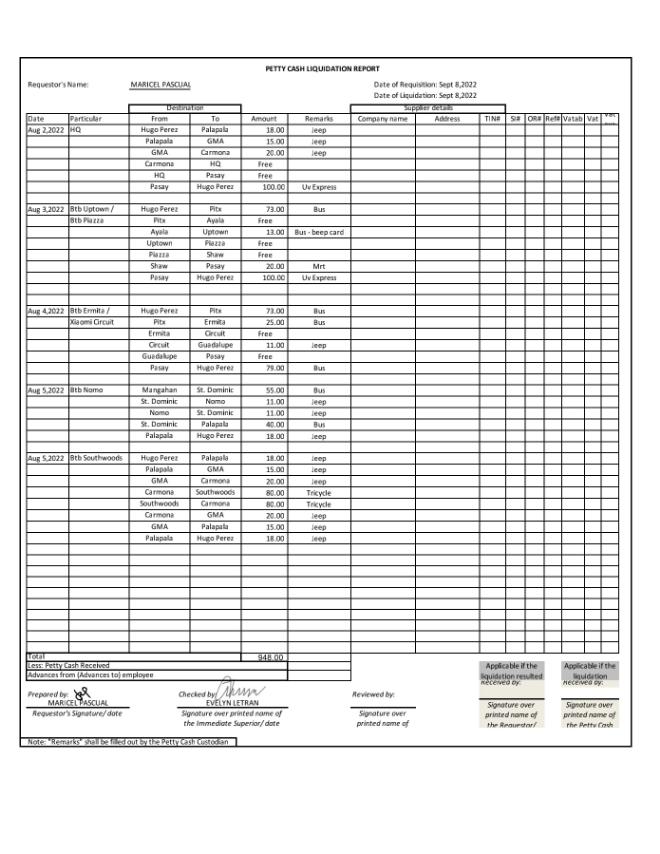 PETTY CASH LIQUIDATION REPORT
Requestor's Name: MARICEL PASCUAL Date of Requisition: Sept 8,2022
Date of Liquidation: Sept 8,2022
Destination Supplier details
Date Particular From To Amount Remarks Company name Address TIN# SI# OR# Ref# Vatab Vat
Aug 2,2022 HQ Hugo Perez Palapala 18.00 Jeep
Palapala GMA 15.00 Jeep
GMA Carmona 20.00 Jeep
Carmona HQ Free
HQ Pasay Free
Pasay Hugo Perez 100.00 Uv Express
Aug 3,2022 Btb Uptown / Hugo Perez Pitx 73.00 Bus
Btb Piazza Pitx Ayala Free
Ayala Uptown 13.00 Bus - beep card
Uptown Piazza Free
Piazza Shaw Free
Shaw Pasay 20.00 Mrt
Pasay Hugo Perez 100.00 Uv Express
Aug 4,2022 Btb Ermita / Hugo Perez Pitx 73.00 Bus
Xiaomi Circuit Pitx Ermita 25.00 Bus
Ermita Circuit Free
Circuit Guadalupe 11.00 Jeep
Guadalupe Pasay Free
Pasay Hugo Perez 79.00 Bus
Aug 5,2022 Btb Nomo Mangahan St. Dominic 55.00 Bus
St. Dominic Nomo 11.00 Jeep
Nomo St. Dominic 11.00 Jeep
St. Dominic Palapala 40.00 Bus
Palapala Hugo Perez 18.00 Jeep
Aug 5,2022 Btb Southwoods Hugo Perez Palapala 18.00 Jeep
Palapala GMA 15.00 Jeep
GMA Carmona 20.00 Jeep
Carmona Southwoods 80.00 Tricycle
Southwoods Carmona 80.00 Tricycle
Carmona GMA 20.00 Jeep
GMA Palapala 15.00 Jeep
Palapala Hugo Perez 18.00 Jeep
Total 948.00
Less: Petty Cash Received Applicable if the Applicable if the
Advances from (Advances to) employee liquidation resulted liquidation
Received by: Received by:
Prepared by: Checked by: Reviewed by:
MARICEL PASCUAL EVELYN LETRAN Signature over Signature over
Requestor's Signature/ date Signature over printed name of Signature over printed name of printed name of
the Immediate Superior/ date printed name of the Requestor/ the Petty Cash
Note: "Remarks" shall be filled out by the Petty Cash Custodian